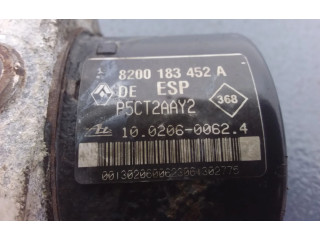 8200 183 452 A
DE ESP
P5CT2AAY2
368
10.0206-0062.4